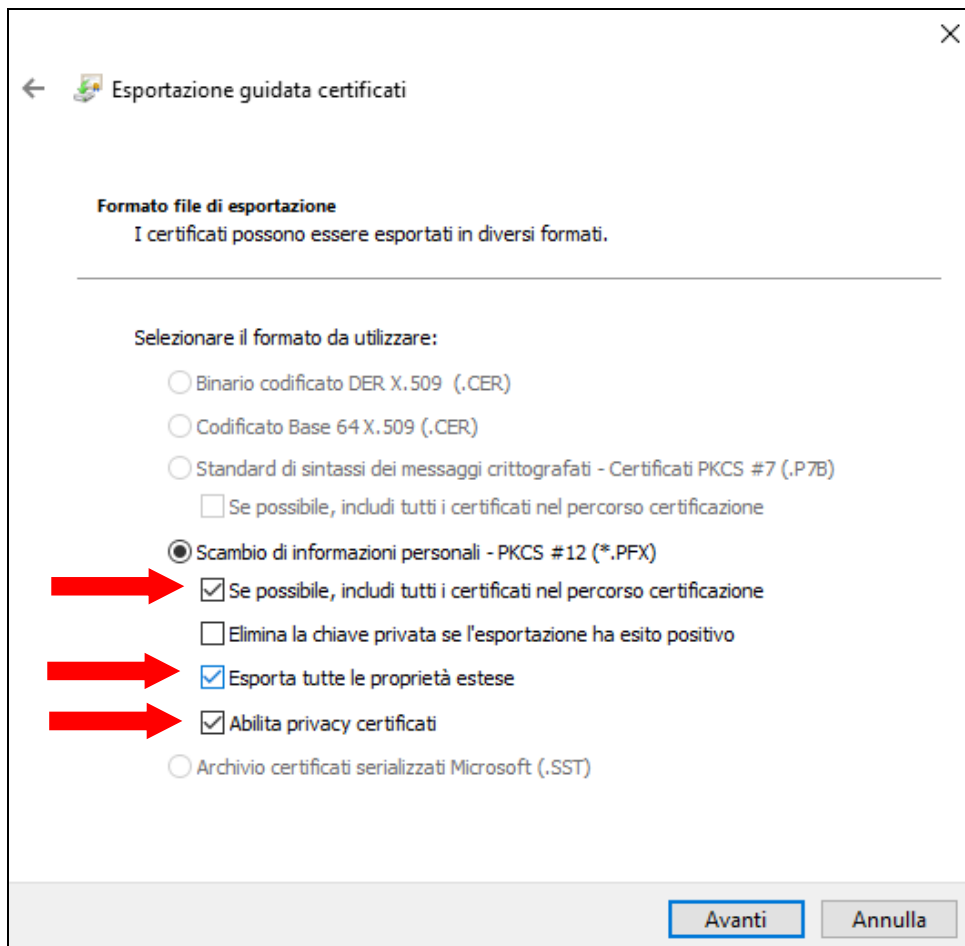 Esportazione guidata certificati
Formato file di esportazione
I certificati possono essere esportati in diversi formati.
Selezionare il formato da utilizzare:
Binario codificato DER X.509 (.CER)
Codificato Base 64 X.509 (.CER)
Standard di sintassi dei messaggi crittografati - Certificati PKCS #7 (.P7B)
Se possibile, includi tutti i certificati nel percorso certificazione
Scambio di informazioni personali - PKCS #12 (*.PFX)
Se possibile, includi tutti i certificati nel percorso certificazione
Elimina la chiave privata se l'esportazione ha esito positivo
Esporta tutte le proprietà estese
Abilita privacy certificati
Archivio certificati serializzati Microsoft (.SST)
Avanti Annulla